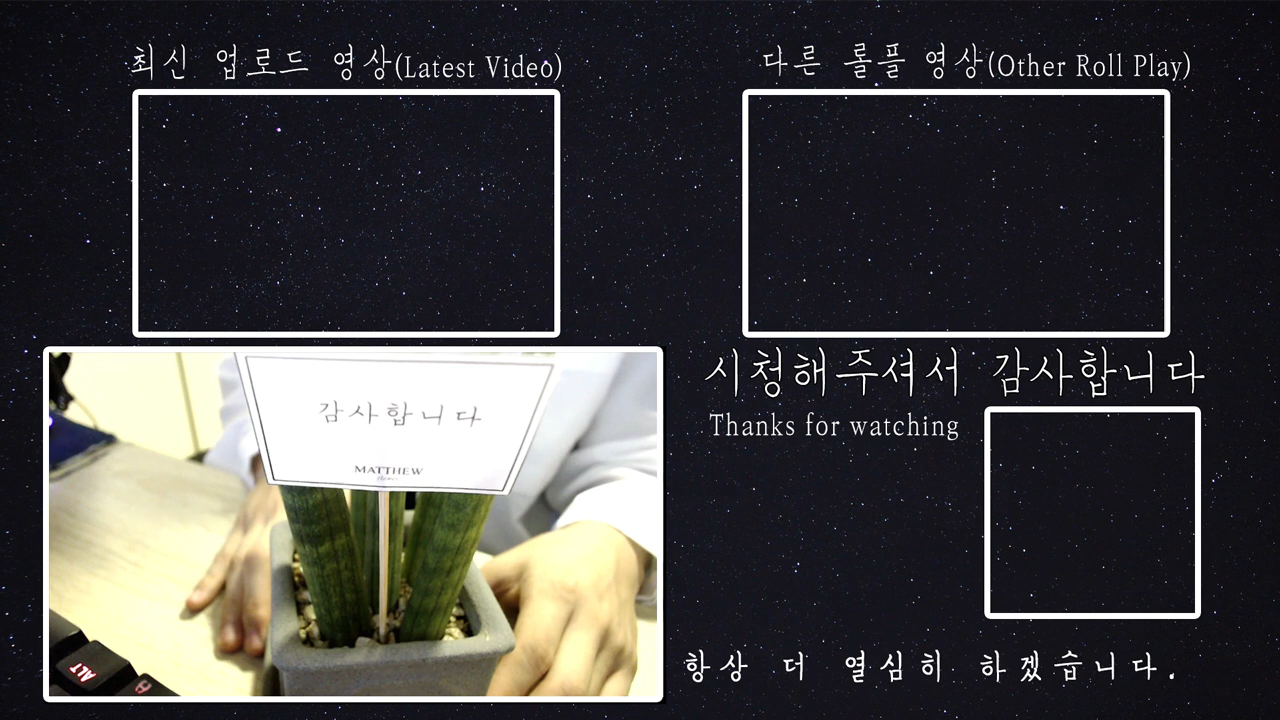 최신 업로드 영상(Latest Video)
다른 롤플 영상(Other Roll Play)
시청해주셔서 감사합니다
Thanks for watching
감사합니다
MATTHEW
ALT
항상 더 열심히 하겠습니다.